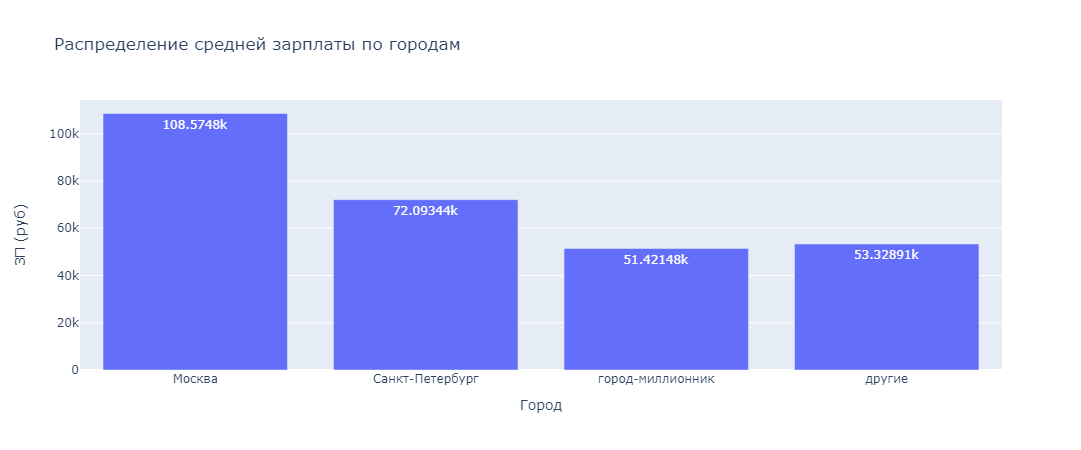 Распределение средней зарплаты по городам
ЗП (руб)
100k
80k
60k
40k
20k
0
108.5748k
72.09344k
51.42148k
53.32891k
Москва
Санкт-Петербург
город-миллионник
другие
Город